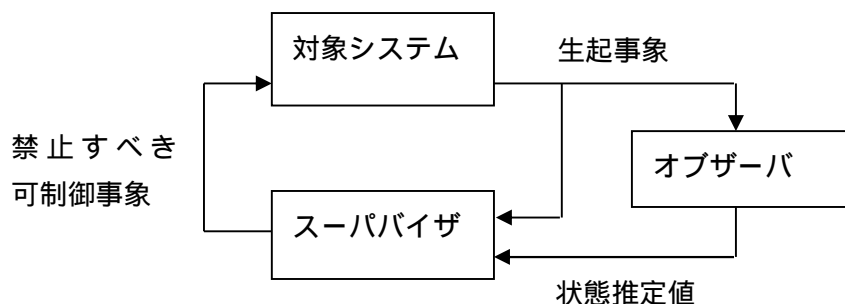 対象システム
生起事象
禁止すべき
可制御事象
オブザーバ
スーパバイザ
状態推定値